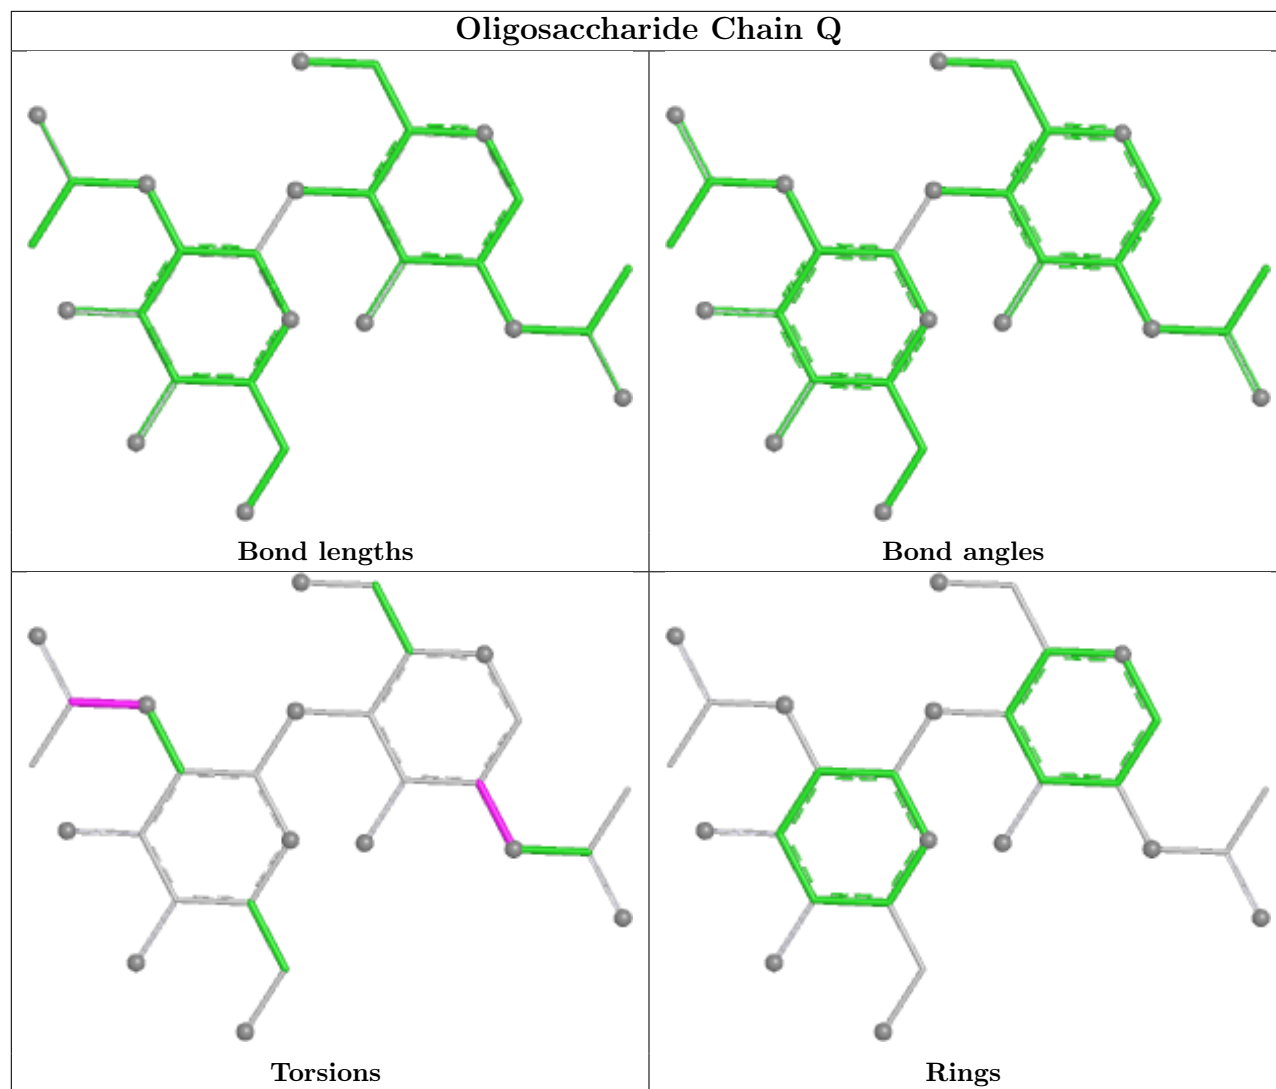 Oligosaccharide Chain Q
Bond lengths
Bond angles
Torsions
Rings